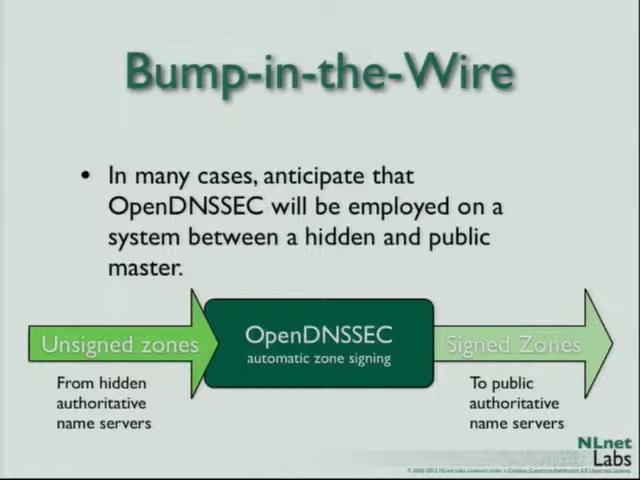 Bump-in-the-Wire
• In many cases, anticipate that
OpenDNSSEC will be employed on a
system between a hidden and public
master.
Unsigned zones
OpenDNSSEC
automatic zone signing
Signed Zones
From hidden
authoritative
name servers
To public
authoritative
name servers
NLnet
Labs